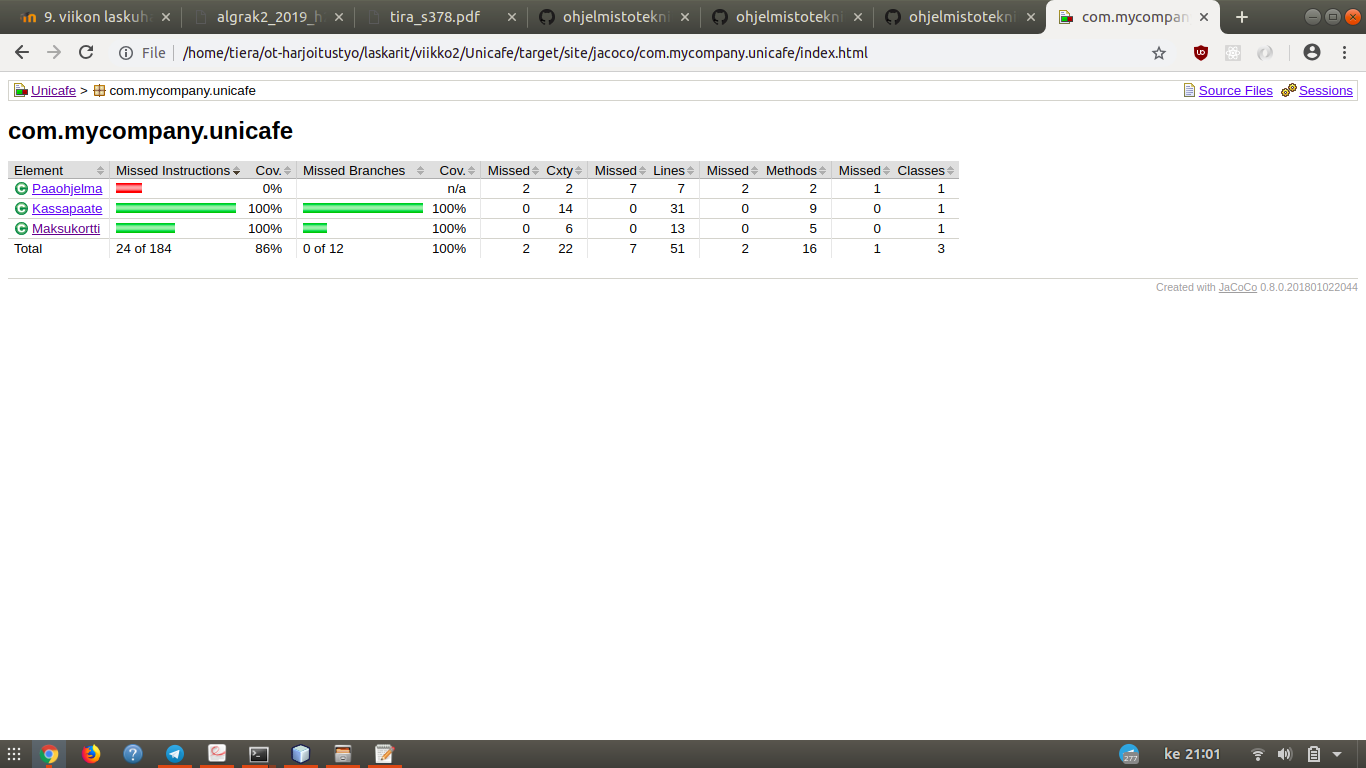 9. viikon laskuh
algrak2_2019_h
tira_s378.pdf
ohjelmistotekni
ohjelmistotekni
ohjelmistotekni
com.mycompan
File /home/tiera/ot-harjoitustyo/laskarit/viikko2/Unicafe/target/site/jacoco/com.mycompany.unicafe/index.html
Unicafe > com.mycompany.unicafe Source Files Sessions
com.mycompany.unicafe
Element Missed Instructions Cov. Missed Branches Cov. Missed Cxty Missed Lines Missed Methods Missed Classes
Paaohjelma 0% n/a 2 2 7 7 2 2 1 1
Kassapaate 100% 100% 0 14 0 31 0 9 0 1
Maksukortti 100% 100% 0 6 0 13 0 5 0 1
Total 24 of 184 86% 0 of 12 100% 2 22 7 51 2 16 1 3
Created with JaCoCo 0.8.0.201801022044
277
ke 21:01